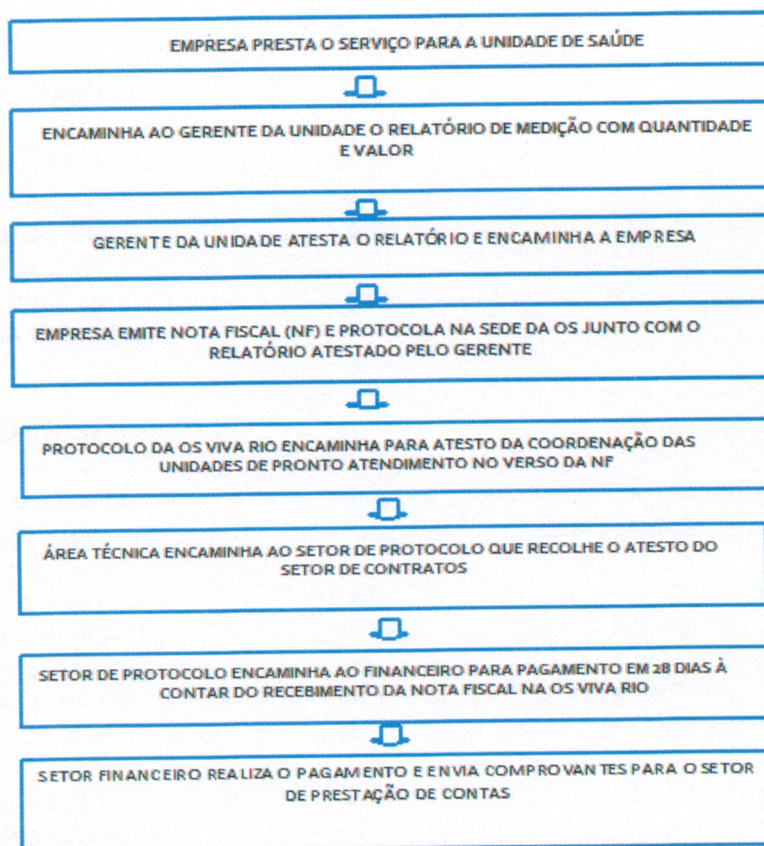 EMPRESA PRESTA O SERVIÇO PARA A UNIDADE DE SAÚDE
ENCAMINHA AO GERENTE DA UNIDADE O RELATÓRIO DE MEDIÇÃO COM QUANTIDADE
E VALOR
GERENTE DA UNIDADE ATESTA O RELATÓRIO E ENCAMINHA A EMPRESA
EMPRESA EMITE NOTA FISCAL (NF) E PROTOCOLA NA SEDE DA OS JUNTO COM O
RELATÓRIO ATESTADO PELO GERENTE
PROTOCOLO DA OS VIVA RIO ENCAMINHA PARA ATESTO DA COORDENAÇÃO DAS
UNIDADES DE PRONTO ATENDIMENTO NO VERSO DA NF
ÁREA TÉCNICA ENCAMINHA AO SETOR DE PROTOCOLO QUE RECOLHE O ATESTO DO
SETOR DE CONTRATOS
SETOR DE PROTOCOLO ENCAMINHA AO FINANCEIRO PARA PAGAMENTO EM 28 DIAS À
CONTAR DO RECEBIMENTO DA NOTA FISCAL NA OS VIVA RIO
SETOR FINANCEIRO REALIZA O PAGAMENTO E ENVIA COMPROVANTES PARA O SETOR
DE PRESTAÇÃO DE CONTAS